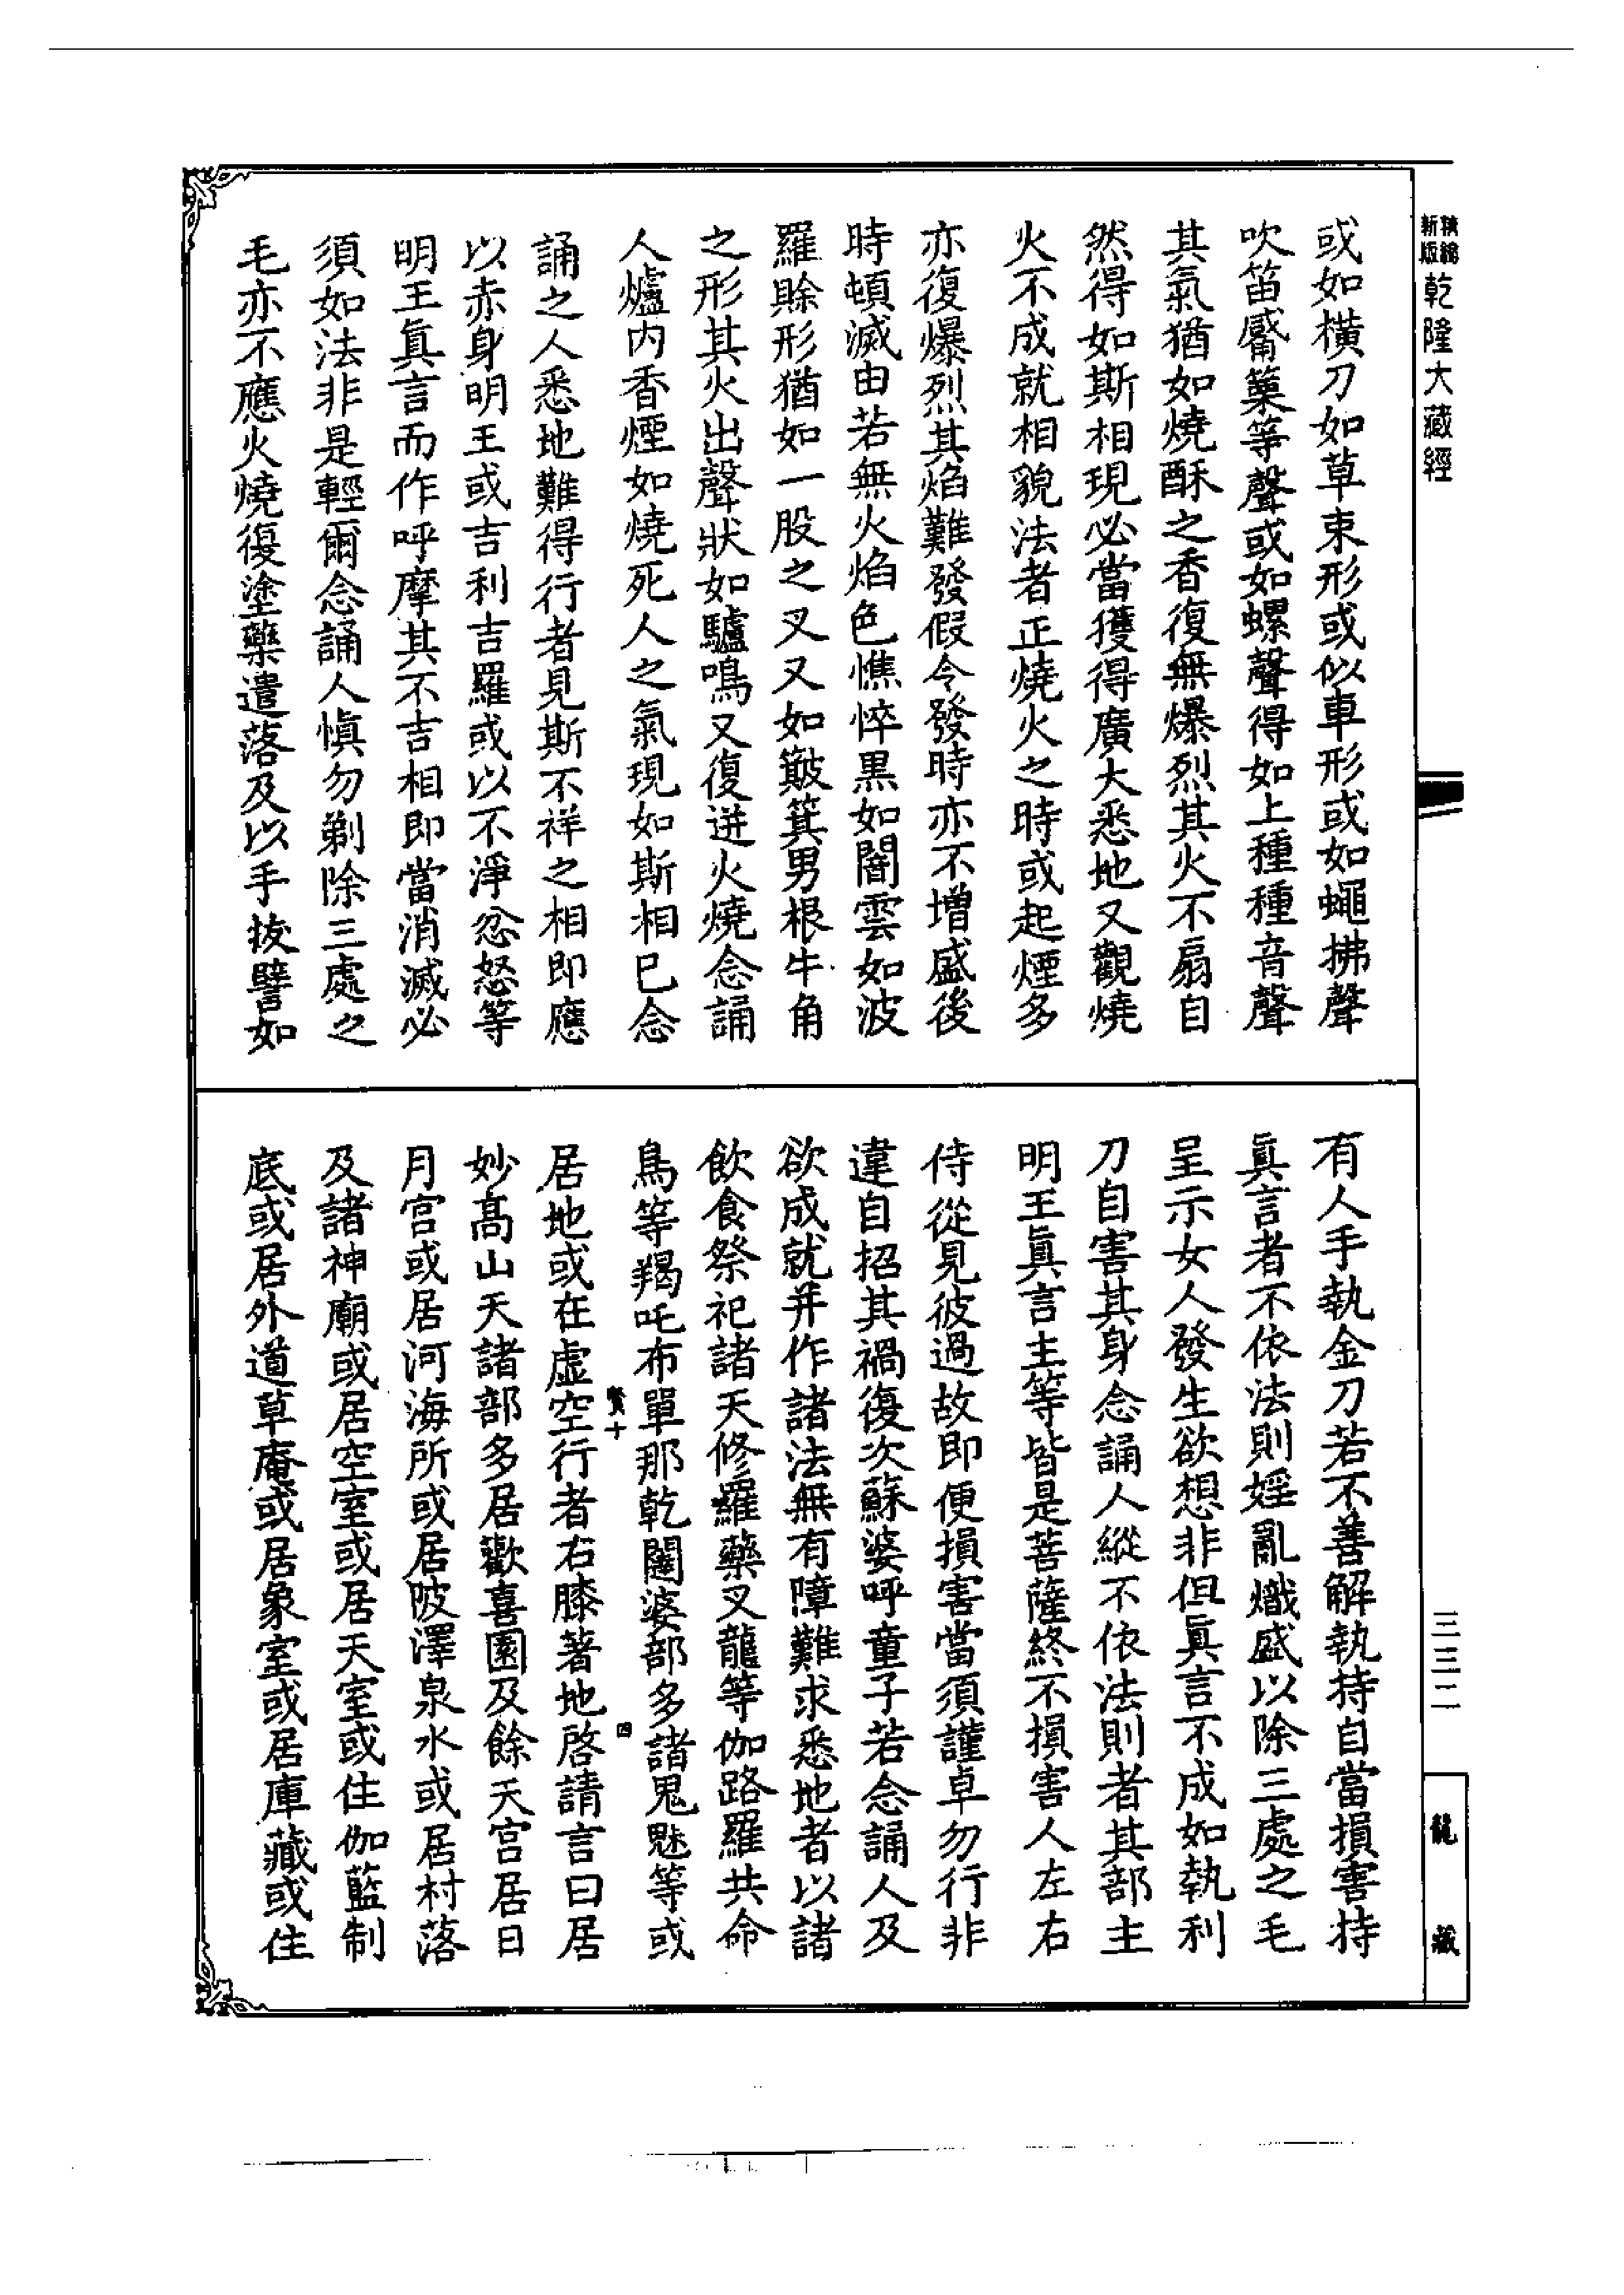 新版
乾隆大藏經
或如橫刀如草束形或似車形或如蠅拂聲
吹笛觱篥等聲或如螺聲得如上種種音聲
其氣猶如燒酥之香復無爆烈其火不扇自
然得如斯相現必當獲得廣大悉地又觀燒
火不成就相貌法者正燒火之時或起煙多
亦復爆烈其焰難發假令發時亦不增盛後
時頓滅由若無火焰色憔悴黑如闇雲如波
羅賒形猶如一股之叉又如簸箕男根牛角
之形其火出聲狀如驢鳴又復迸火燒念誦
人爐內香煙如燒死人之氣現如斯相已念
誦之人悉地難得行者見斯不祥之相即應
以赤身明王或吉利吉羅或以不淨忿怒等
明王眞言而作呼摩其不吉相即當消滅必
須如法非是輕爾念誦人愼勿剃除三處之
毛亦不應火燒復塗藥遣落及以手拔譬如
有人手執金刀若不善解執持自當損害持
眞言者不依法則婬亂熾盛以除三處之毛
呈示女人發生欲想非但眞言不成如執利
刀自害其身念誦人縱不依法則者其部主
明王眞言主等皆是菩薩終不損害人左右
侍從見彼過故即便損害當須謹卓勿行非
違自招其禍復次蘇婆呼童子若念誦人及
欲成就并作諸法無有障難求悉地者以諸
飲食祭祀諸天修羅藥叉龍等伽路羅共命
鳥等羯吒布單那乾闥婆部多諸鬼魅等或
賢十
四
居地或在虛空行者右膝著地啓請言曰居
妙高山天諸部多居歡喜園及餘天宮居日
月宮或居河海所或居陂澤泉水或居村落
及諸神廟或居空室或居天室或住伽藍制
底或居外道草庵或居象室或居庫藏或住
三三二
龍藏